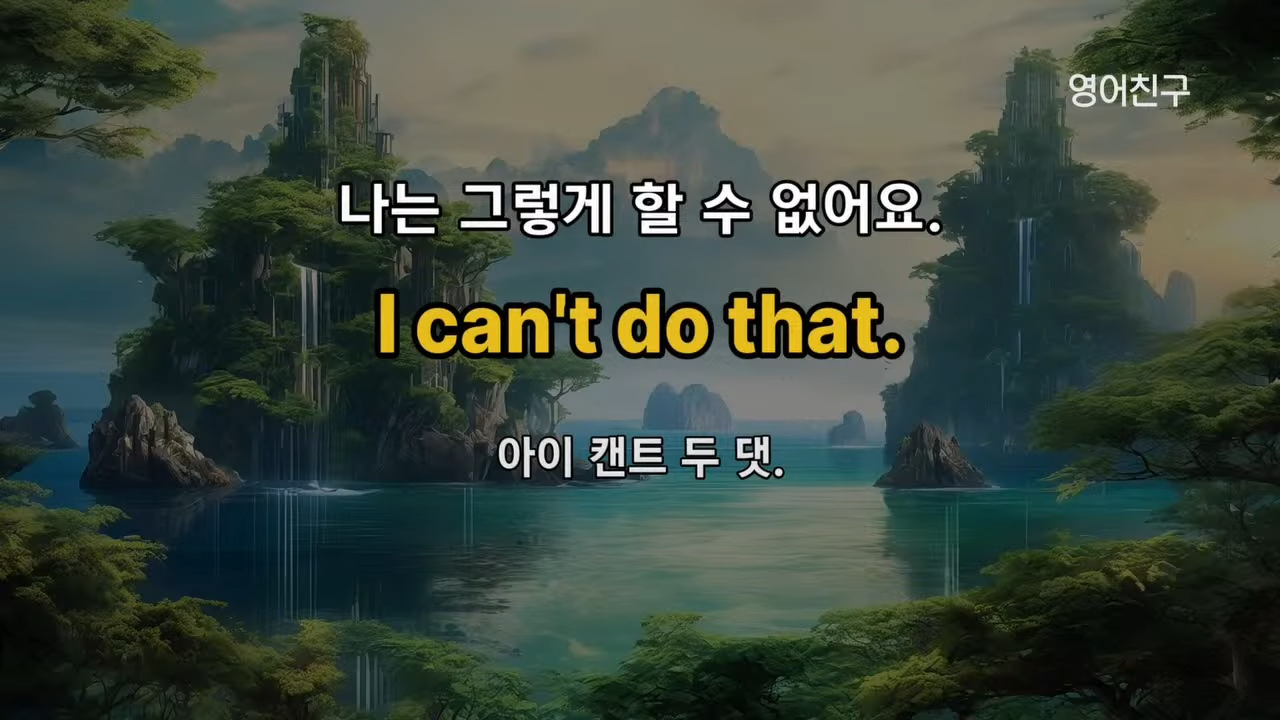 영어친구
나는 그렇게 할 수 없어요.
I can't do that.
아이 캔트 두 댓.